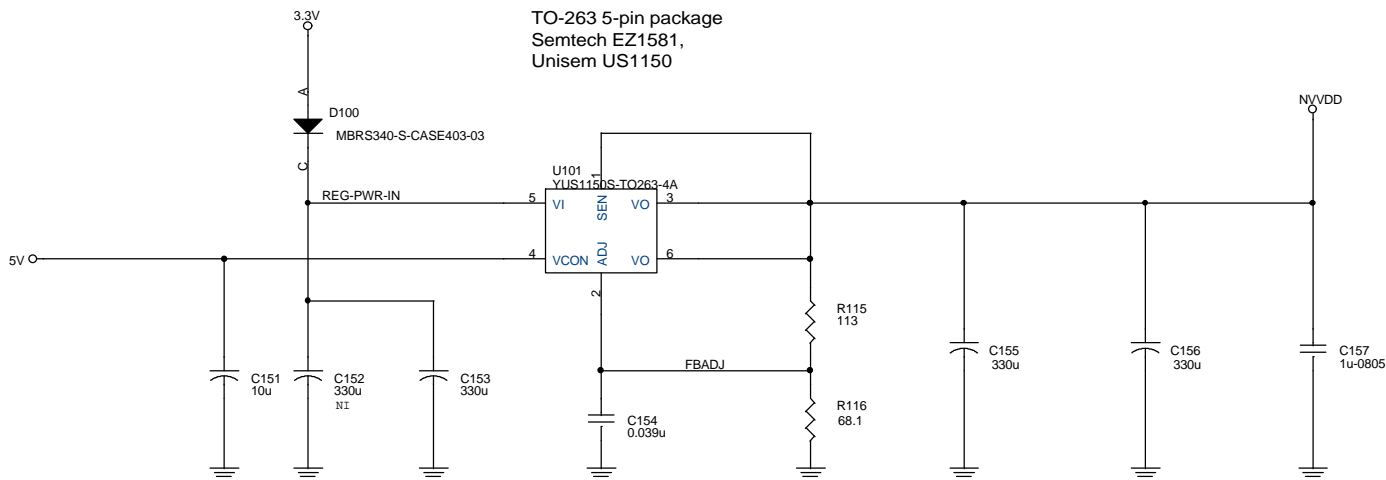 3.3V
TO-263 5-pin package
Semtech EZ1581,
Unisem US1150
NVVDD
A
D100
MBRS340-S-CASE403-03
C
U101
YUS1150S-TO263-4A
1
REG-PWR-IN
5
VI
SEN
VO
3
5V
4
VCON
ADJ
VO
6
2
R115
113
C155
330u
C156
330u
C157
1u-0805
FBADJ
C151
10u
C152
330u
NI
C153
330u
C154
0.039u
R116
68.1